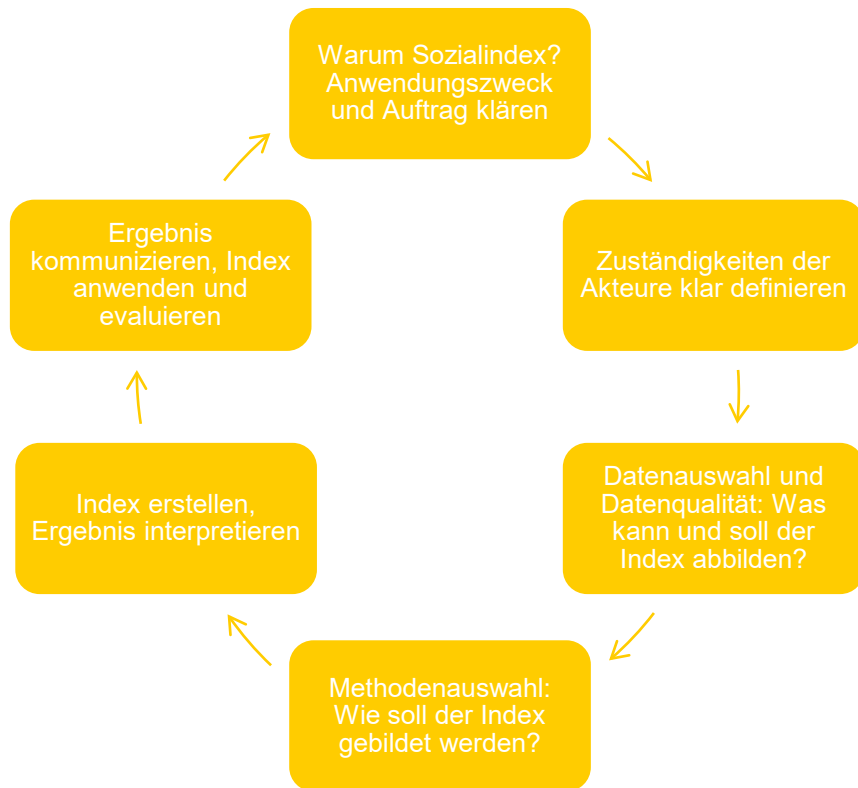 Warum Sozialindex?
Anwendungszweck
und Auftrag klären
Zuständigkeiten der
Akteure klar definieren
Datenauswahl und
Datenqualität: Was
kann und soll der
Index abbilden?
Methodenauswahl:
Wie soll der Index
gebildet werden?
Index erstellen,
Ergebnis interpretieren
Ergebnis
kommunizieren, Index
anwenden und
evaluieren